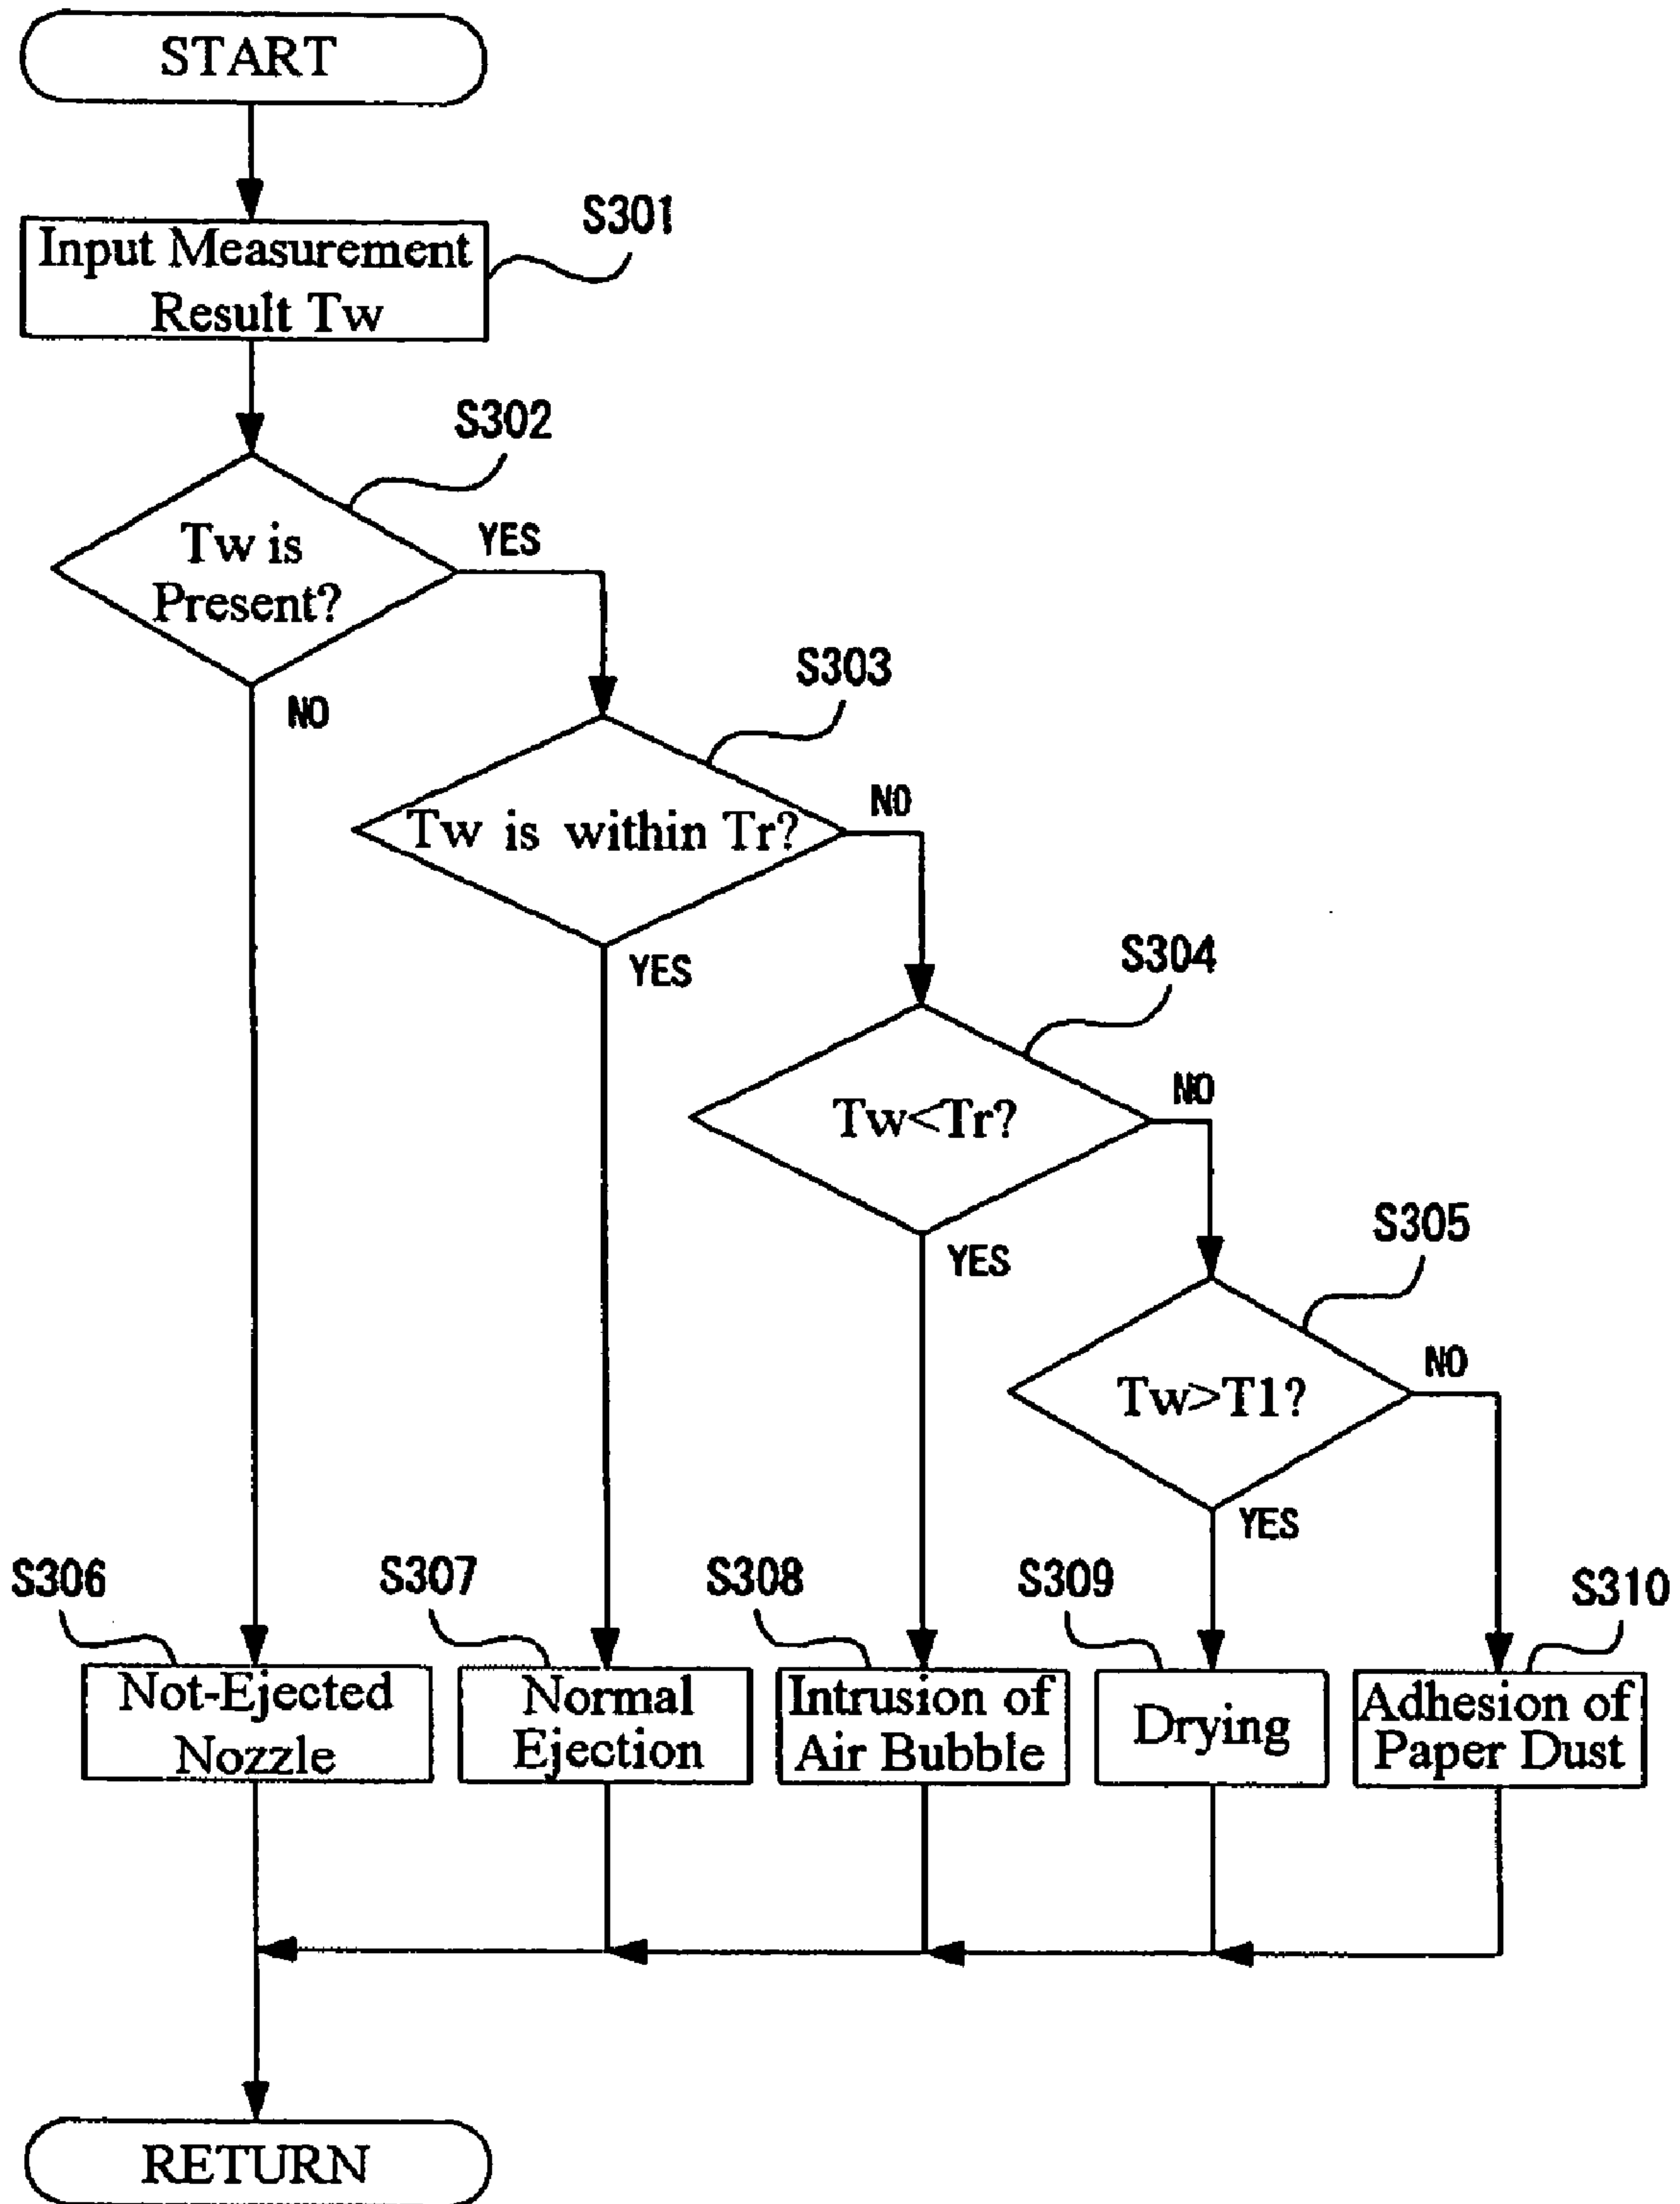 START
S301
Input Measurement
Result Tw
S302
Tw is
Present?
YES
NO
S303
Tw is within Tr?
NO
YES
S304
Tw<Tr?
NO
YES
S305
Tw>T1?
NO
YES
S306
S307
S308
S309
S310
Not-Ejected
Nozzle
Normal
Ejection
Intrusion of
Air Bubble
Drying
Adhesion of
Paper Dust
RETURN